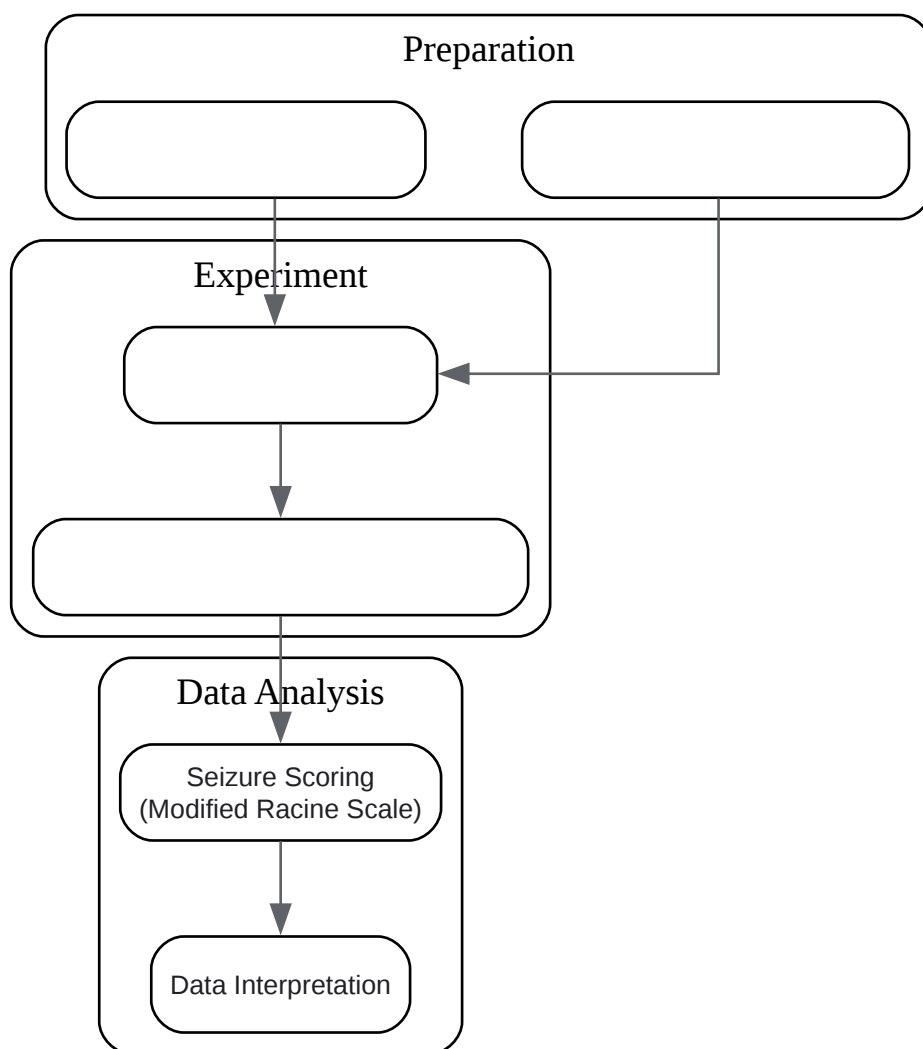 Preparation
Experiment
Data Analysis
Seizure Scoring
(Modified Racine Scale)
Data Interpretation